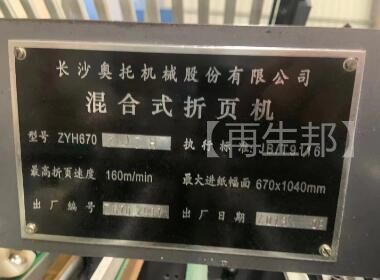 长沙奥托机械股份有限公司
混合式折页机
型号 ZYH670 执行标准 JB/T9116
最高折页速度 160m/min 最大进纸幅面 670x1040mm
出厂编号 出厂日期
【再生邦】